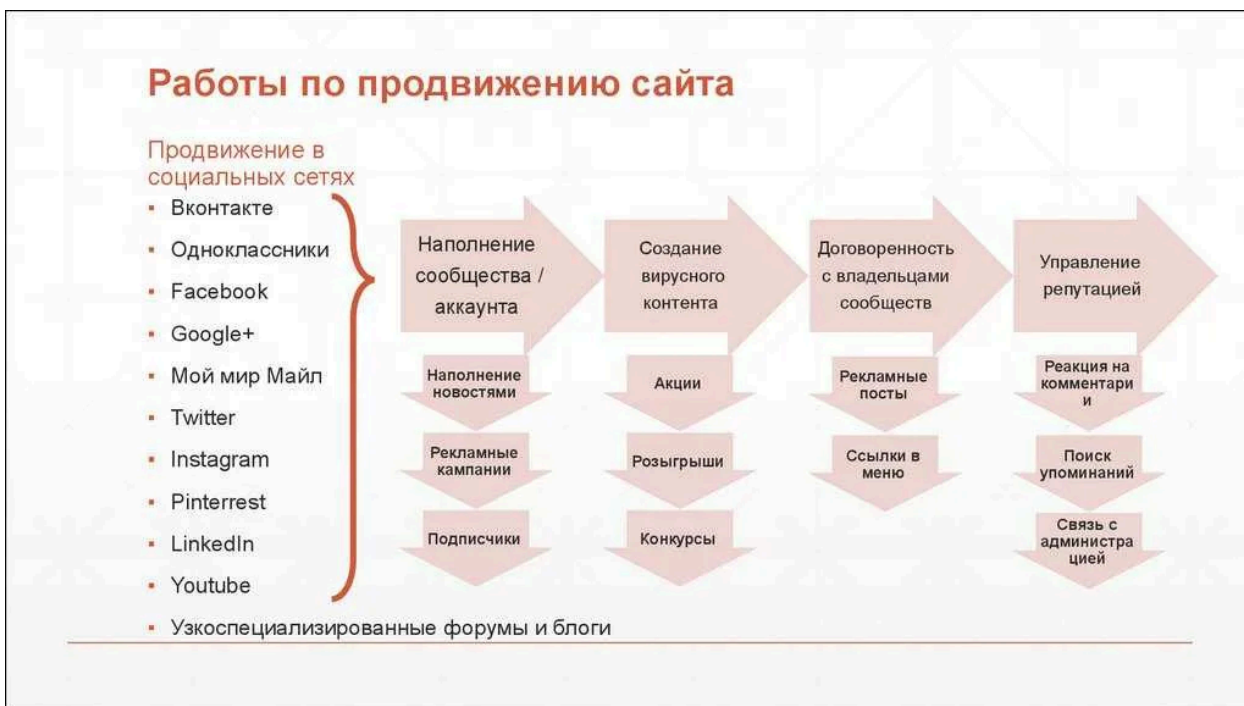 Работы по продвижению сайта
Продвижение в
социальных сетях
▪ Вконтакте
▪ Одноклассники
▪ Facebook
▪ Google+
▪ Мой мир Майл
▪ Twitter
▪ Instagram
▪ Pinterrest
▪ LinkedIn
▪ Youtube
▪ Узкоспециализированные форумы и блоги
Наполнение
сообщества /
аккаунта
Наполнение
новостями
Рекламные
кампании
Подписчики
Создание
вирусного
контента
Акции
Розыгрыши
Конкурсы
Договоренность
с владельцами
сообществ
Рекламные
посты
Ссылки в
меню
Управление
репутацией
Реакция на
комментари
и
Поиск
упоминаний
Связь с
администра
цией